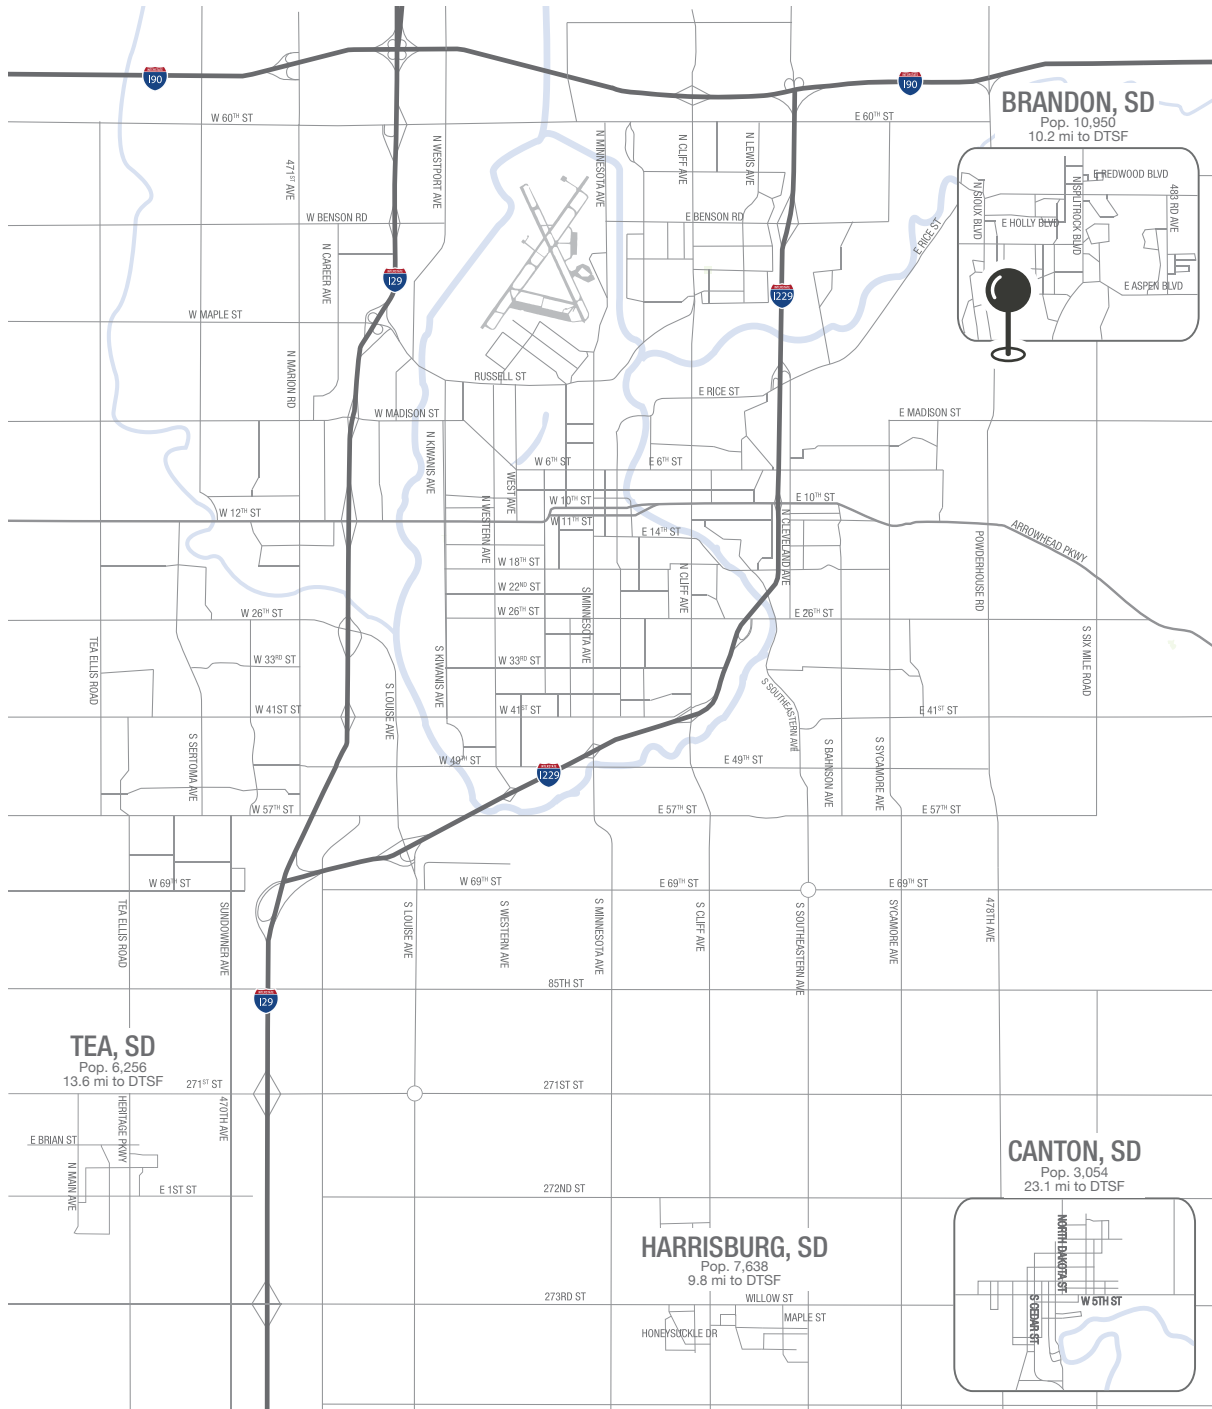 I90
I90
BRANDON, SD
Pop. 10,950
10.2 mi to DTSF
W 60TH ST
E 60TH ST
N WESTPORT AVE
N MINNESOTA AVE
N CLIFF AVE
N LEWIS AVE
471ST AVE
E REDWOOD BLVD
N SIOUX BLVD
N SPLITROCK BLVD
483 RD AVE
W BENSON RD
E BENSON RD
E HOLLY BLVD
E RICE ST
N CAREER AVE
I29
I229
E ASPEN BLVD
W MAPLE ST
N MARION RD
RUSSELL ST
E RICE ST
W MADISON ST
E MADISON ST
N KIWANIS AVE
W 6TH ST
E 6TH ST
WEST AVE
W 10TH ST
E 10TH ST
N WESTERN AVE
W 12TH ST
W 11TH ST
N CLEVELAND AVE
E 14TH ST
ARROWHEAD PKWY
POWDERHOUSE RD
W 18TH ST
N CLIFF AVE
W 22ND ST
S MINNESOTA AVE
W 26TH ST
W 26TH ST
E 26TH ST
TEA ELLIS ROAD
S SIX MILE ROAD
S KIWANIS AVE
W 33RD ST
W 33RD ST
S LOUISE AVE
S SOUTHEASTERN AVE
W 41ST ST
W 41ST ST
E 41ST ST
S SERTOMA AVE
S BAHNSON AVE
S SYCAMORE AVE
W 49TH ST
E 49TH ST
I229
W 57TH ST
E 57TH ST
E 57TH ST
W 69TH ST
W 69TH ST
E 69TH ST
E 69TH ST
TEA ELLIS ROAD
SUNDOWNER AVE
S LOUISE AVE
S WESTERN AVE
S MINNESOTA AVE
S CLIFF AVE
S SOUTHEASTERN AVE
SYCAMORE AVE
478TH AVE
85TH ST
I29
TEA, SD
Pop. 6,256
13.6 mi to DTSF
271ST ST
271ST ST
HERITAGE PKWY
470TH AVE
E BRIAN ST
N MAIN AVE
E 1ST ST
272ND ST
CANTON, SD
Pop. 3,054
23.1 mi to DTSF
NORTH DAKOTA ST
HARRISBURG, SD
Pop. 7,638
9.8 mi to DTSF
273RD ST
WILLOW ST
W 5TH ST
S CEDAR ST
MAPLE ST
HONEYSUCKLE DR